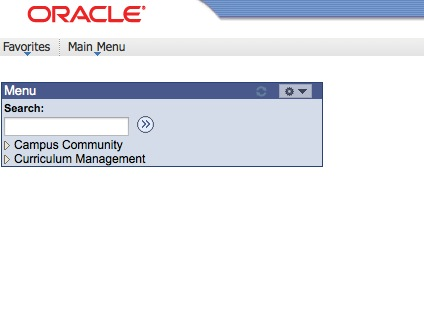 ORACLE®
Favorites Main Menu
Menu
Search:
Campus Community
Curriculum Management